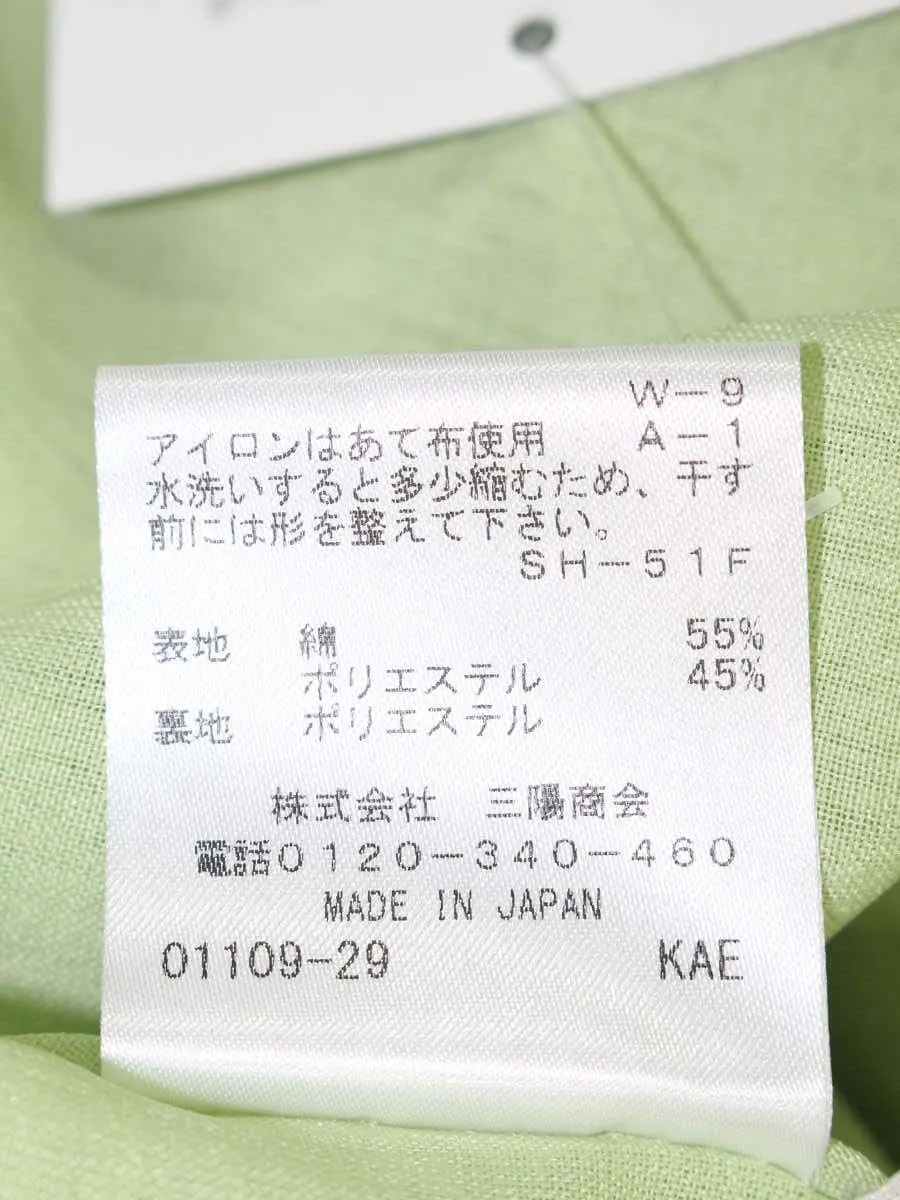 W-9
アイロンはあて布使用 A-1
水洗いすると多少縮むため、干す
前には形を整えて下さい。
SH-51F
表地 綿 55%
ポリエステル 45%
裏地 ポリエステル
株式会社 三陽商会
電話0120-340-460
MADE IN JAPAN
01109-29 KAE